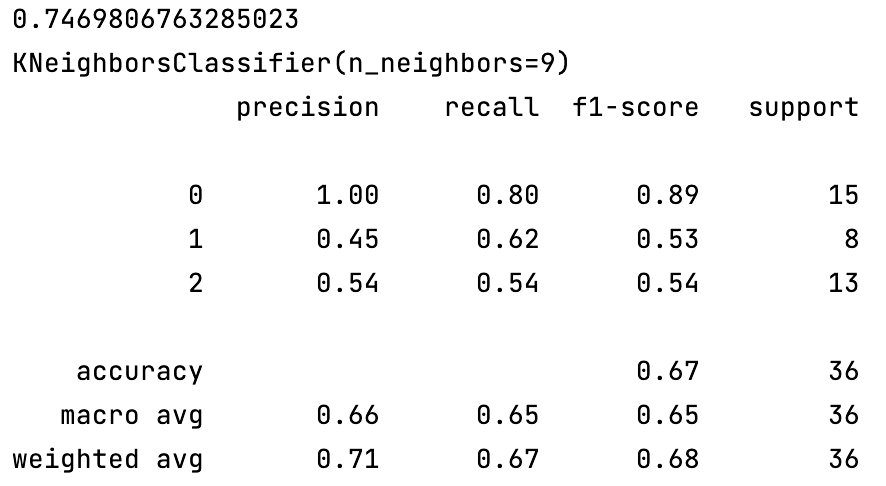 0.7469806763285023
KNeighborsClassifier(n_neighbors=9)
              precision    recall  f1-score   support

           0       1.00      0.80      0.89        15
           1       0.45      0.62      0.53         8
           2       0.54      0.54      0.54        13

    accuracy                           0.67        36
   macro avg       0.66      0.65      0.65        36
weighted avg       0.71      0.67      0.68        36